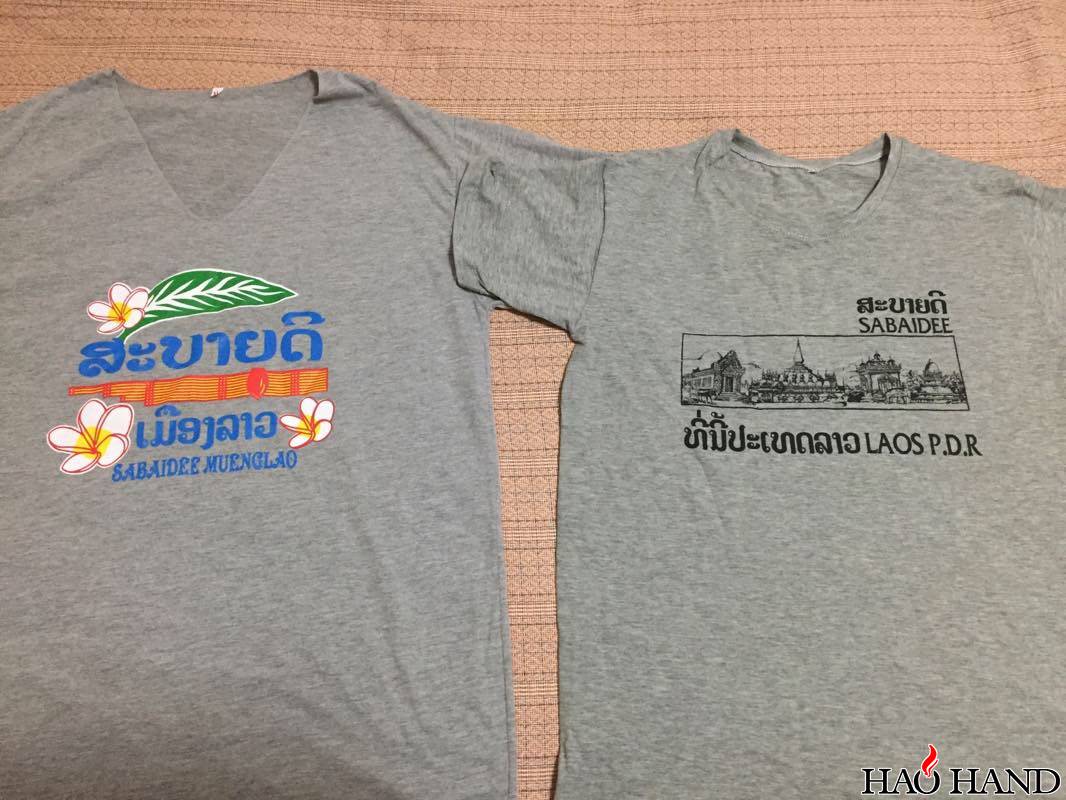 ສະບາຍດີ
ເມືອງລາວ
SABAIDEE MUENGLAO
ສະບາຍດີ
SABAIDEE
ທີ່ນີ້ປະເທດລາວ LAOS P.D.R
HAO HAND